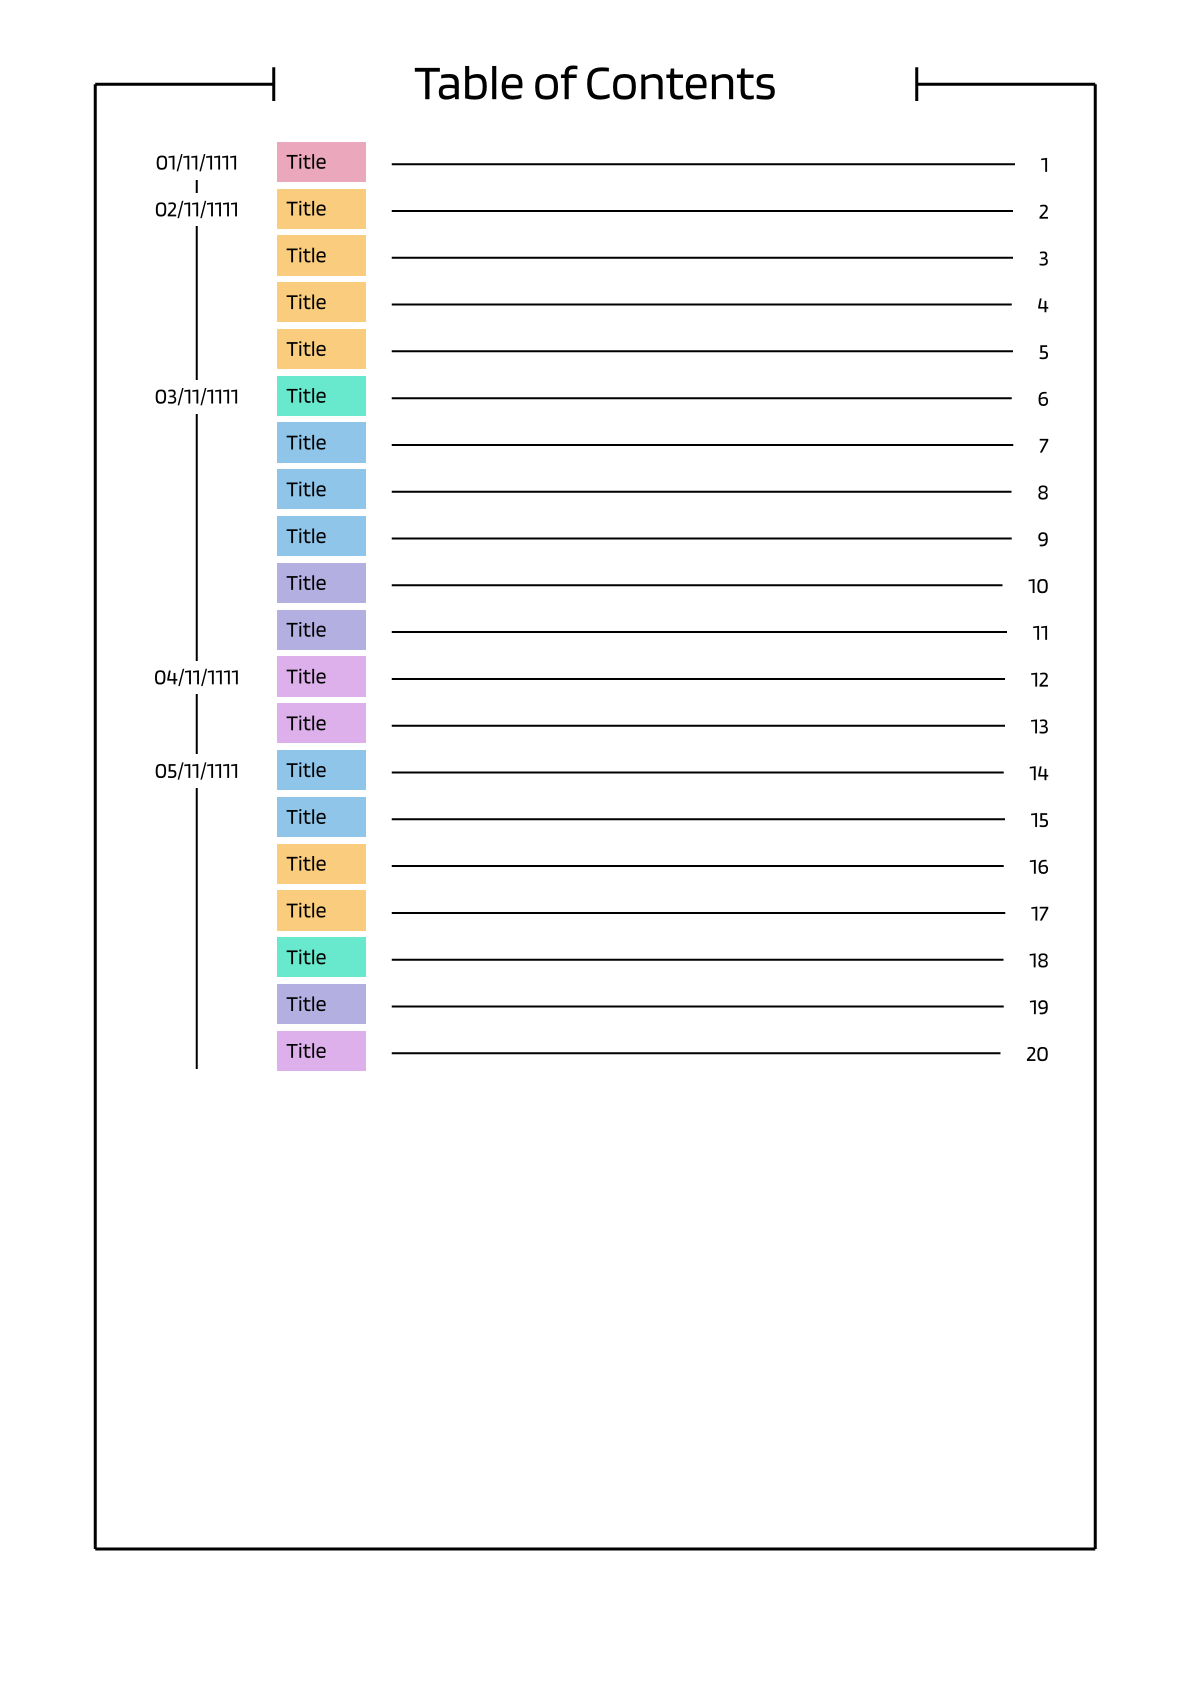 Table of Contents
01/11/1111 Title 1
02/11/1111 Title 2
Title 3
Title 4
Title 5
03/11/1111 Title 6
Title 7
Title 8
Title 9
Title 10
Title 11
04/11/1111 Title 12
Title 13
05/11/1111 Title 14
Title 15
Title 16
Title 17
Title 18
Title 19
Title 20